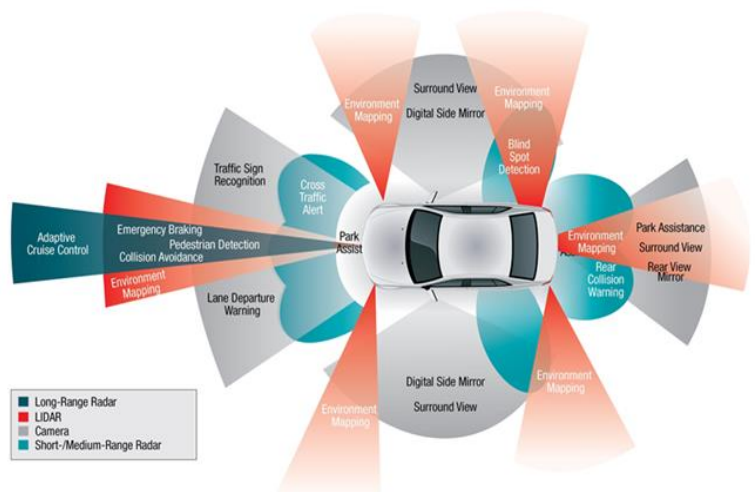 Surround View
Digital Side Mirror
Environment
Mapping
Environment
Mapping
Blind
Spot
Detection
Traffic Sign
Recognition
Cross
Traffic
Alert
Adaptive
Cruise Control
Emergency Braking
Pedestrian Detection
Collision Avoidance
Environment
Mapping
Park
Assist
Lane Departure
Warning
Environment
Mapping
Park Assistance
Surround View
Rear View
Mirror
Rear
Collision
Warning
Digital Side Mirror
Surround View
Environment
Mapping
Environment
Mapping
Long-Range Radar
LIDAR
Camera
Short-/Medium-Range Radar